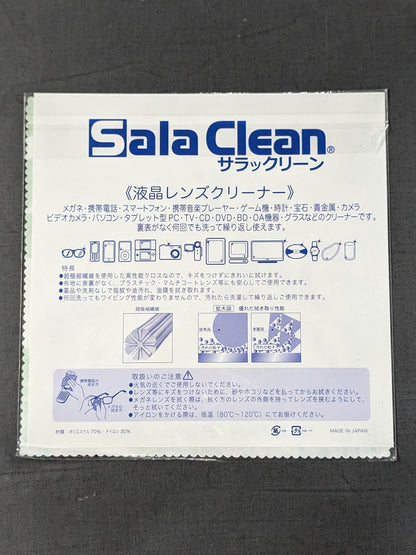 Sala Clean®
サラックリーン
《液晶レンズクリーナー》
メガネ・携帯電話・スマートフォン・携帯音楽プレーヤー・ゲーム機・時計・宝石・貴金属・カメラ
ビデオカメラ・パソコン・タブレット型PC・TV・CD・DVD・BD・OA機器・グラスなどのクリーナーです。
裏表がなく何回でも洗って繰り返し使えます。
特長
●超極細繊維を使用した高性能クロスなので、キズをつけずにきれいに拭けます。
●布地に表裏がなく、プラスチック・マルチコートレンズ等にも安心してご使用できます。
●薬品や洗剤なしで指紋や油汚れ、油膜を拭き取れます。
●何回洗ってもワイピング性能が変わりませんので、汚れたら洗濯して繰り返しご使用できます。
超極細繊維
拡大図 優れた拭き取り性能
従来品
本製品
汚れの粒子
汚れの粒子
取扱いのご注意
●火気の近くでご使用しないでください。
●レンズ等にキズをつけないために、砂やホコリなどを払ってからお拭きください。
●メガネレンズを拭く際は、拭く方のレンズの外側を持ってレンズを挟むようにして、
そっと拭いてください。
●アイロンをかける際は、低温(80℃〜120℃)にてお掛けください。
材質:ポリエステル70%・ナイロン30%
MADE IN JAPAN